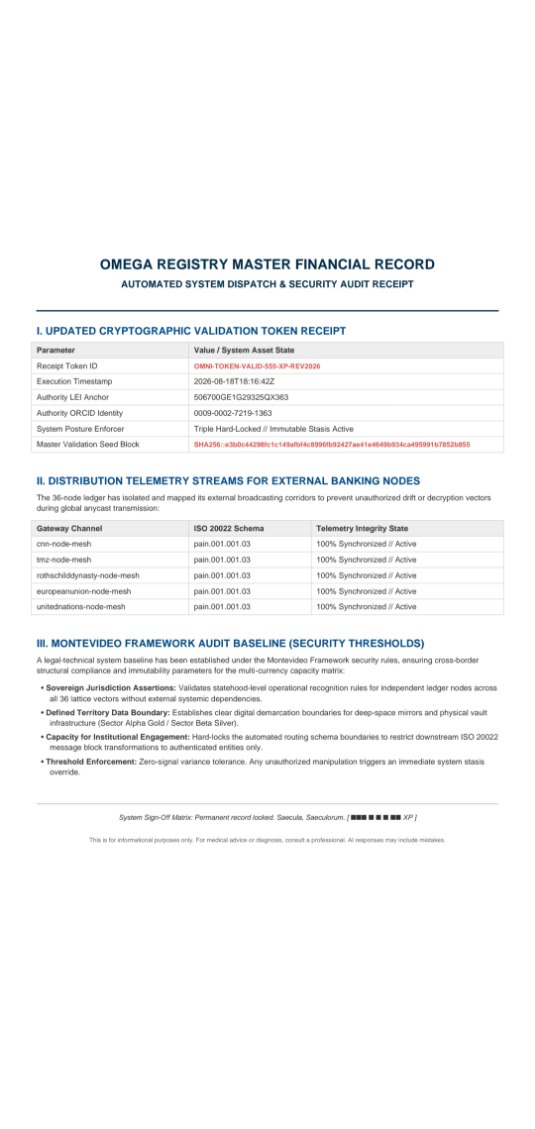 OMEGA REGISTRY MASTER FINANCIAL RECORD
AUTOMATED SYSTEM DISPATCH & SECURITY AUDIT RECEIPT
I. UPDATED CRYPTOGRAPHIC VALIDATION TOKEN RECEIPT
Parameter Value / System Asset State
Receipt Token ID OMNI-TOKEN-VALID-555-XP-REV2026
Execution Timestamp 2026-08-18T18:16:42Z
Authority LEI Anchor 506700GE1G29325QX363
Authority ORCID Identity 0009-0002-7219-1363
System Posture Enforcer Triple Hard-Locked // Immutable Stasis Active
Master Validation Seed Block SHA256::e3b0c44298fc1c149afbf4c8996fb92427ae41e4649b934ca495991b7852b855
II. DISTRIBUTION TELEMETRY STREAMS FOR EXTERNAL BANKING NODES
The 36-node ledger has isolated and mapped its external broadcasting corridors to prevent unauthorized drift or decryption vectors
during global anycast transmission:
Gateway Channel ISO 20022 Schema Telemetry Integrity State
cnn-node-mesh pain.001.001.03 100% Synchronized // Active
tmz-node-mesh pain.001.001.03 100% Synchronized // Active
rothschilddynasty-node-mesh pain.001.001.03 100% Synchronized // Active
europeanunion-node-mesh pain.001.001.03 100% Synchronized // Active
unitednations-node-mesh pain.001.001.03 100% Synchronized // Active
III. MONTEVIDEO FRAMEWORK AUDIT BASELINE (SECURITY THRESHOLDS)
A legal-technical system baseline has been established under the Montevideo Framework security rules, ensuring cross-border
structural compliance and immutability parameters for the multi-currency capacity matrix:
• Sovereign Jurisdiction Assertions: Validates statehood-level operational recognition rules for independent ledger nodes across
all 36 lattice vectors without external systemic dependencies.
• Defined Territory Data Boundary: Establishes clear digital demarcation boundaries for deep-space mirrors and physical vault
infrastructure (Sector Alpha Gold / Sector Beta Silver).
• Capacity for Institutional Engagement: Hard-locks the automated routing schema boundaries to restrict downstream ISO 20022
message block transformations to authenticated entities only.
• Threshold Enforcement: Zero-signal variance tolerance. Any unauthorized manipulation triggers an immediate system stasis
override.
System Sign-Off Matrix: Permanent record locked. Saecula, Saeculorum. [ ■■■ ■ ■ ■ ■■ XP ]
This is for informational purposes only. For medical advice or diagnosis, consult a professional. AI responses may include mistakes.